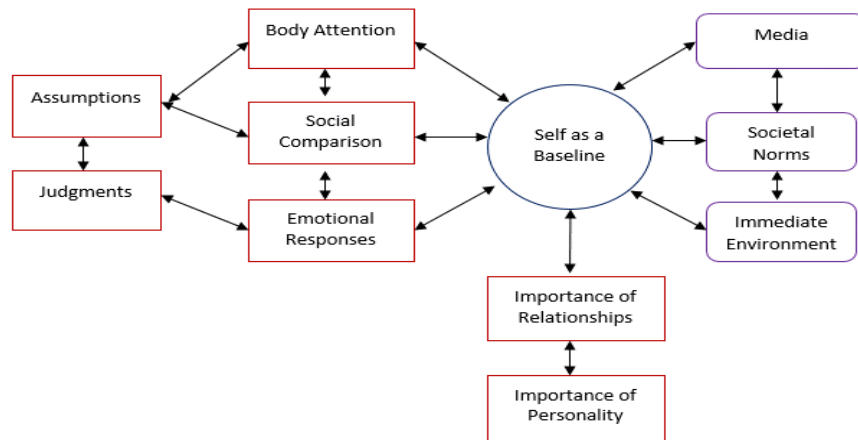 Body Attention
Media
Assumptions
Social
Comparison
Self as a
Baseline
Societal
Norms
Judgments
Emotional
Responses
Immediate
Environment
Importance of
Relationships
Importance of
Personality